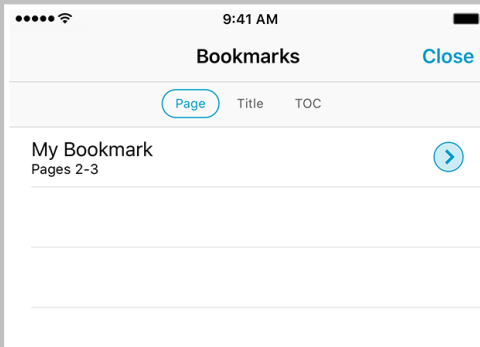 9:41 AM
Bookmarks Close
Page Title TOC
My Bookmark
Pages 2-3